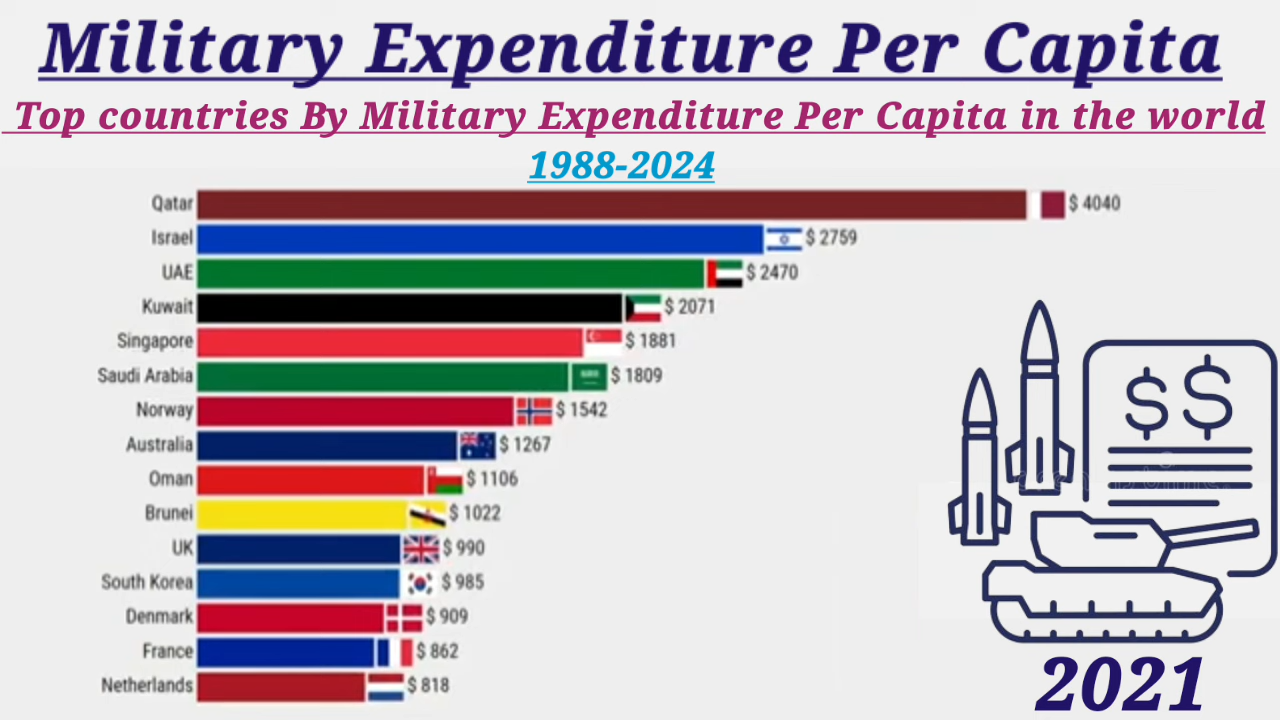 Military Expenditure Per Capita
Top countries By Military Expenditure Per Capita in the world
1988-2024
Qatar $ 4040
Israel $ 2759
UAE $ 2470
Kuwait $ 2071
Singapore $ 1881
Saudi Arabia $ 1809
Norway $ 1542
Australia $ 1267
Oman $ 1106
Brunei $ 1022
UK $ 990
South Korea $ 985
Denmark $ 909
France $ 862
Netherlands $ 818
$ $
2021